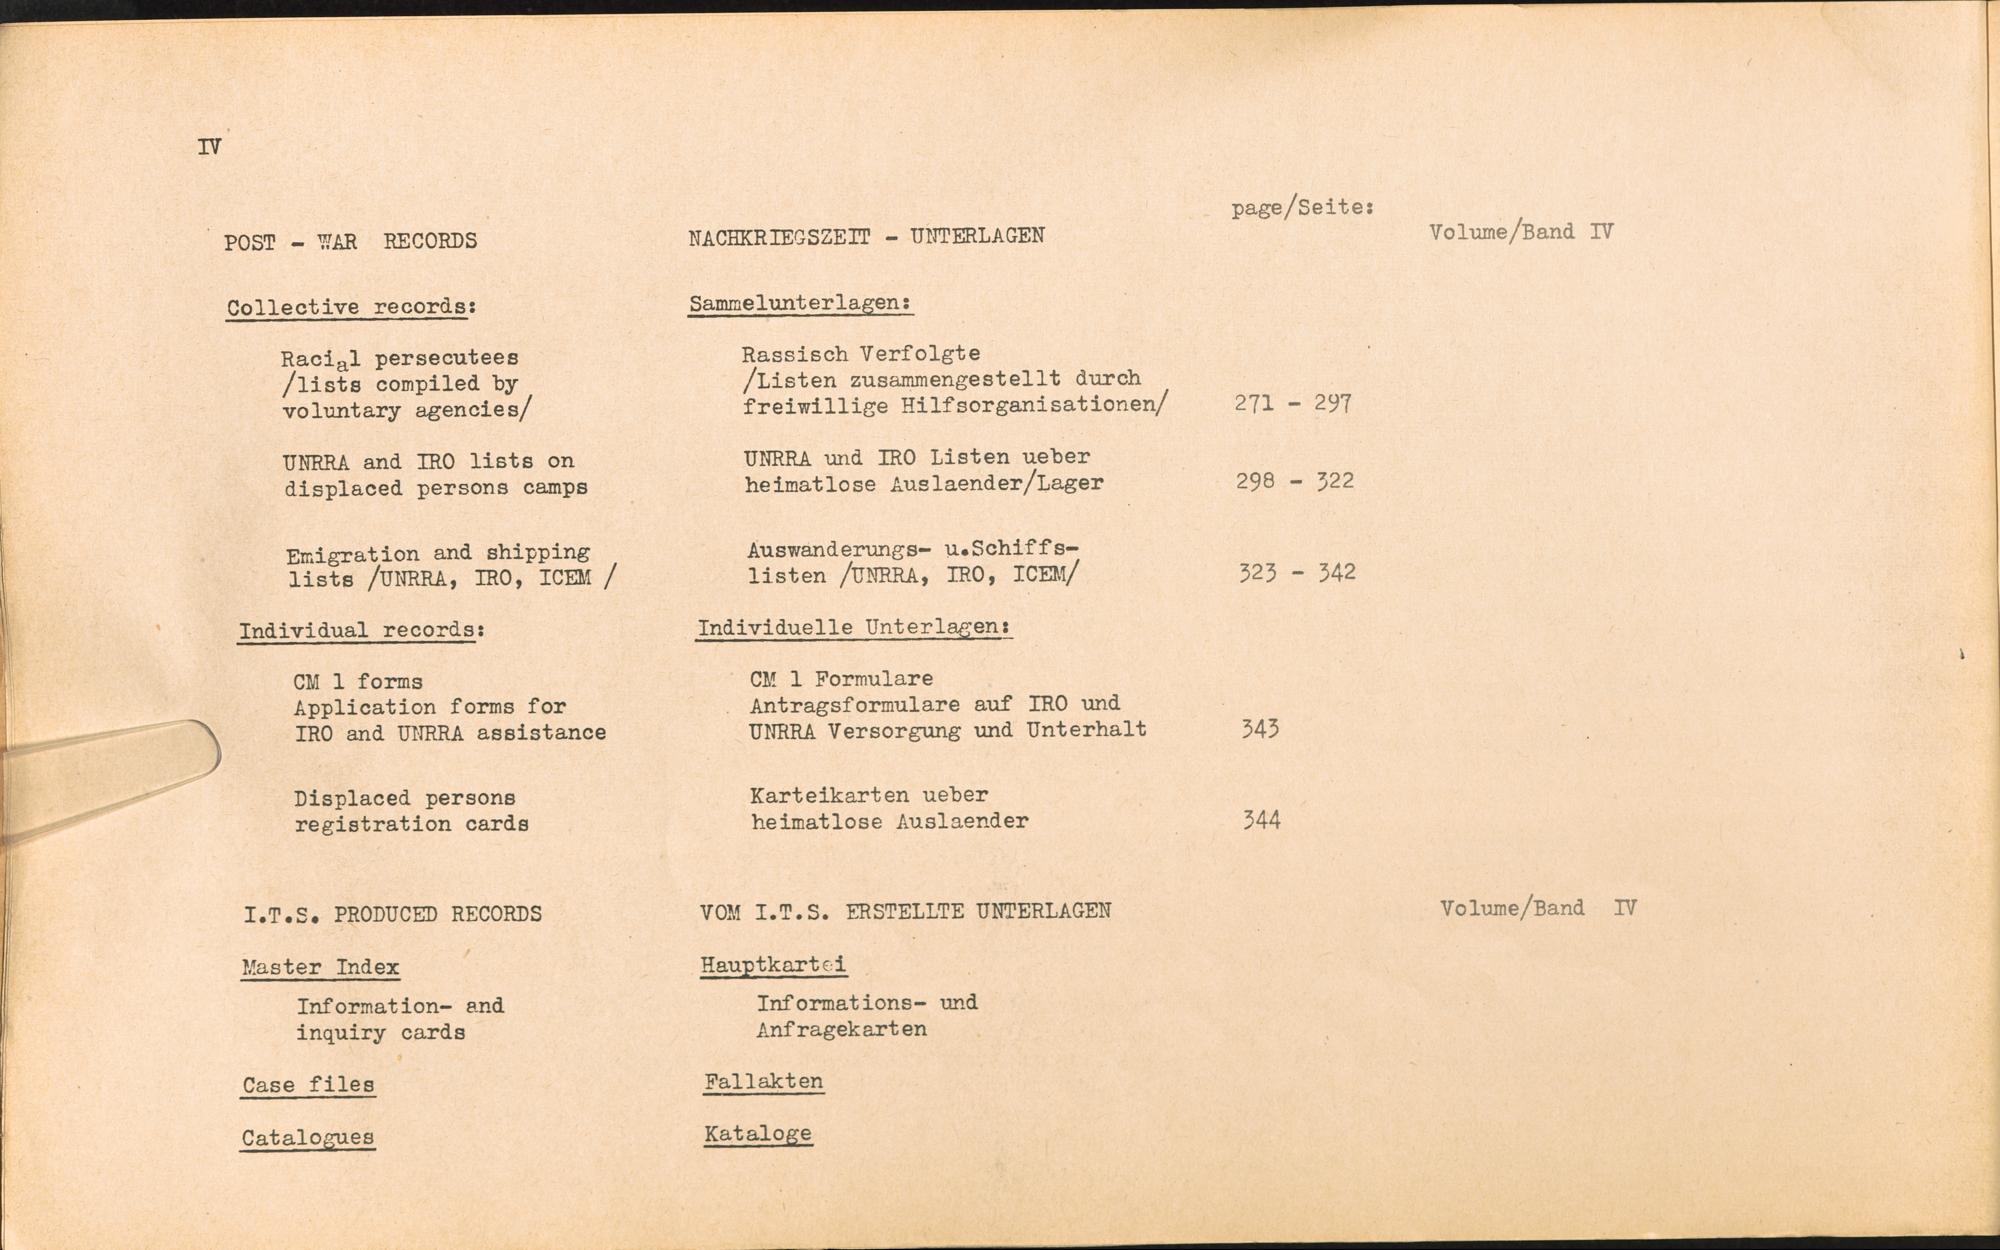 IV
page/Seite:
POST - WAR RECORDS NACHKRIEGSZEIT - UNTERLAGEN Volume/Band IV
Collective records: Sammelunterlagen:
Racial persecutees Rassisch Verfolgte
/lists compiled by /Listen zusammengestellt durch
voluntary agencies/ freiwillige Hilfsorganisationen/ 271 - 297
UNRRA and IRO lists on UNRRA und IRO Listen ueber
displaced persons camps heimatlose Auslaender/Lager 298 - 322
Emigration and shipping Auswanderungs- u.Schiffs-
lists /UNRRA, IRO, ICEM / listen /UNRRA, IRO, ICEM/ 323 - 342
Individual records: Individuelle Unterlagen:
CM 1 forms CM 1 Formulare
Application forms for Antragsformulare auf IRO und
IRO and UNRRA assistance UNRRA Versorgung und Unterhalt 343
Displaced persons Karteikarten ueber
registration cards heimatlose Auslaender 344
I.T.S. PRODUCED RECORDS VOM I.T.S. ERSTELLTE UNTERLAGEN Volume/Band IV
Master Index Hauptkartei
Information- and Informations- und
inquiry cards Anfragekarten
Case files Fallakten
Catalogues Kataloge